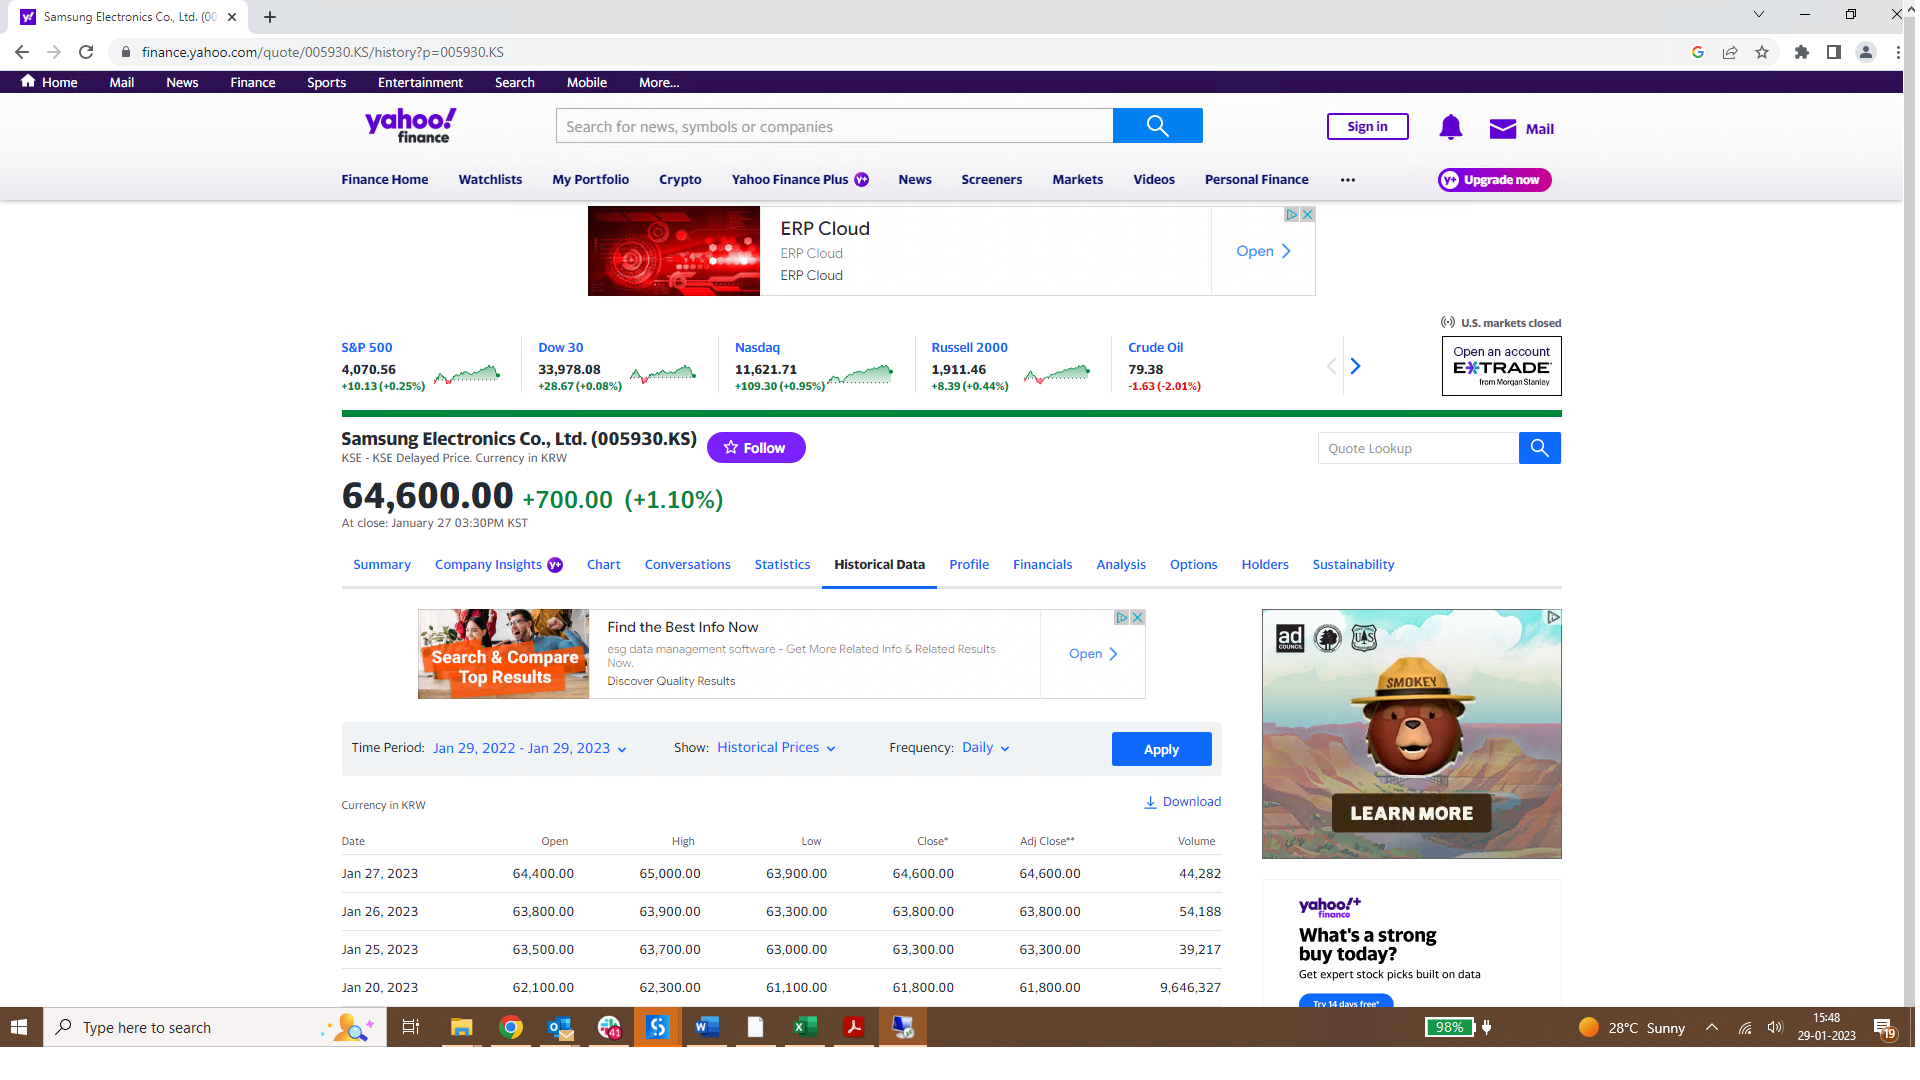 Samsung Electronics Co., Ltd. (00
finance.yahoo.com/quote/005930.KS/history?p=005930.KS
Home Mail News Finance Sports Entertainment Search Mobile More...
yahoo!
finance
Search for news, symbols or companies
Sign in
Mail
Finance Home Watchlists My Portfolio Crypto Yahoo Finance Plus Y+ News Screeners Markets Videos Personal Finance ...
y+ Upgrade now
ERP Cloud
ERP Cloud
ERP Cloud
Open
U.S. markets closed
S&P 500
4,070.56
+10.13 (+0.25%)
Dow 30
33,978.08
+28.67 (+0.08%)
Nasdaq
11,621.71
+109.30 (+0.95%)
Russell 2000
1,911.46
+8.39 (+0.44%)
Crude Oil
79.38
-1.63 (-2.01%)
Open an account
E*TRADE
from Morgan Stanley
Samsung Electronics Co., Ltd. (005930.KS)
Follow
KSE - KSE Delayed Price. Currency in KRW
Quote Lookup
64,600.00 +700.00 (+1.10%)
At close: January 27 03:30PM KST
Summary Company Insights Y+ Chart Conversations Statistics Historical Data Profile Financials Analysis Options Holders Sustainability
Search & Compare
Top Results
Find the Best Info Now
esg data management software - Get More Related Info & Related Results
Now.
Discover Quality Results
Open
ad
COUNCIL
UAS
SMOKEY
LEARN MORE
Time Period: Jan 29, 2022 - Jan 29, 2023 Show: Historical Prices Frequency: Daily Apply
Currency in KRW Download
Date Open High Low Close* Adj Close** Volume
Jan 27, 2023 64,400.00 65,000.00 63,900.00 64,600.00 64,600.00 44,282
Jan 26, 2023 63,800.00 63,900.00 63,300.00 63,800.00 63,800.00 54,188
Jan 25, 2023 63,500.00 63,700.00 63,000.00 63,300.00 63,300.00 39,217
Jan 20, 2023 62,100.00 62,300.00 61,100.00 61,800.00 61,800.00 9,646,327
yahoo!+
finance
What's a strong
buy today?
Get expert stock picks built on data
Try 14 days free*
Type here to search
41
98%
28°C Sunny
15:48
29-01-2023
19